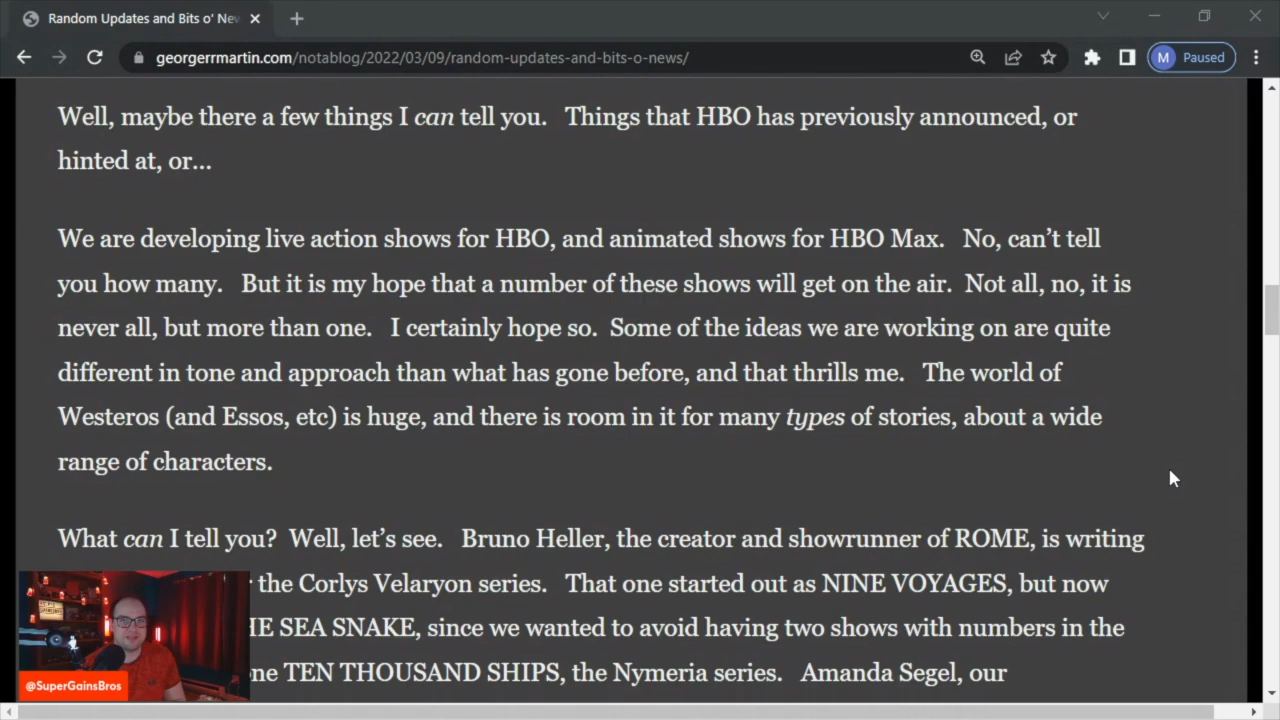 Random Updates and Bits o' Nev
georgerrmartin.com/notablog/2022/03/09/random-updates-and-bits-o-news/
M Paused
Well, maybe there a few things I can tell you. Things that HBO has previously announced, or
hinted at, or...
We are developing live action shows for HBO, and animated shows for HBO Max. No, can't tell
you how many. But it is my hope that a number of these shows will get on the air. Not all, no, it is
never all, but more than one. I certainly hope so. Some of the ideas we are working on are quite
different in tone and approach than what has gone before, and that thrills me. The world of
Westeros (and Essos, etc) is huge, and there is room in it for many types of stories, about a wide
range of characters.
What can I tell you? Well, let's see. Bruno Heller, the creator and showrunner of ROME, is writing
the Corlys Velaryon series. That one started out as NINE VOYAGES, but now
SEA SNAKE, since we wanted to avoid having two shows with numbers in the
TEN THOUSAND SHIPS, the Nymeria series. Amanda Segel, our
@SuperGainsBros